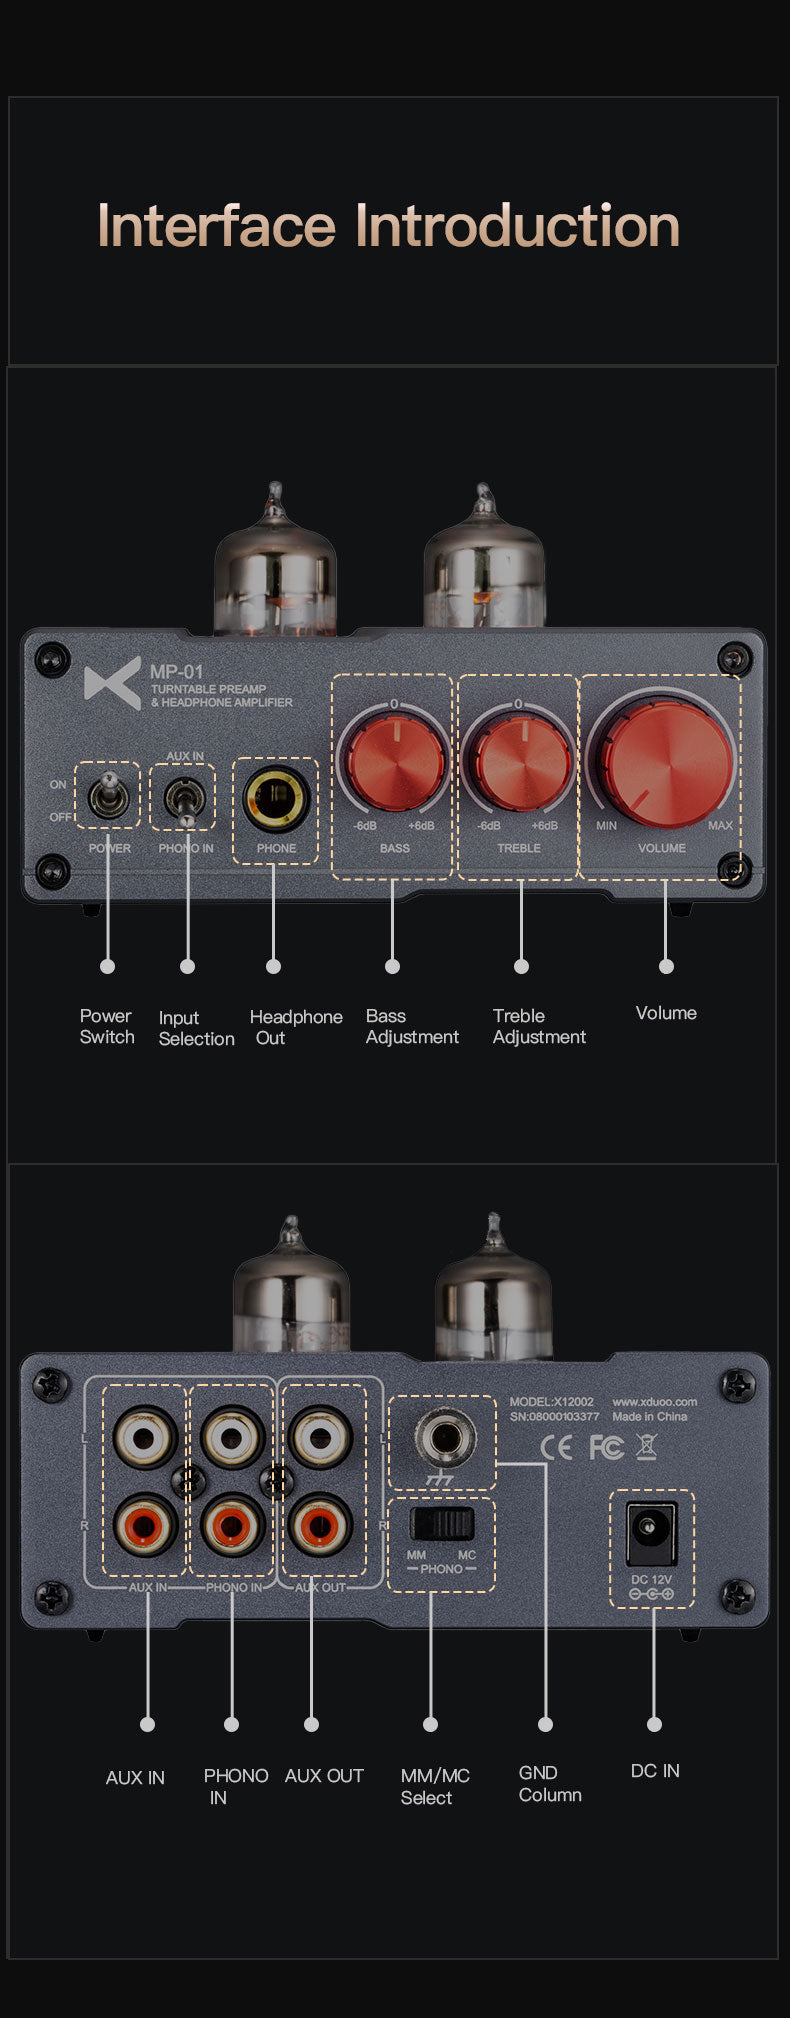 Interface Introduction
MP-01
TURNTABLE PREAMP
& HEADPHONE AMPLIFIER
0
0
AUX IN
ON
OFF
-6dB
+6dB
-6dB
+6dB
MIN
MAX
POWER
PHONO IN
PHONE
BASS
TREBLE
VOLUME
Power
Switch
Input
Selection
Headphone
Out
Bass
Adjustment
Treble
Adjustment
Volume
MODEL:X12002
www.xduoo.com
SN:08000103377
Made in China
L
L
CE FC
R
R
MM
MC
PHONO
DC 12V
AUX IN
PHONO IN
AUX OUT
AUX IN
PHONO
IN
AUX OUT
MM/MC
Select
GND
Column
DC IN